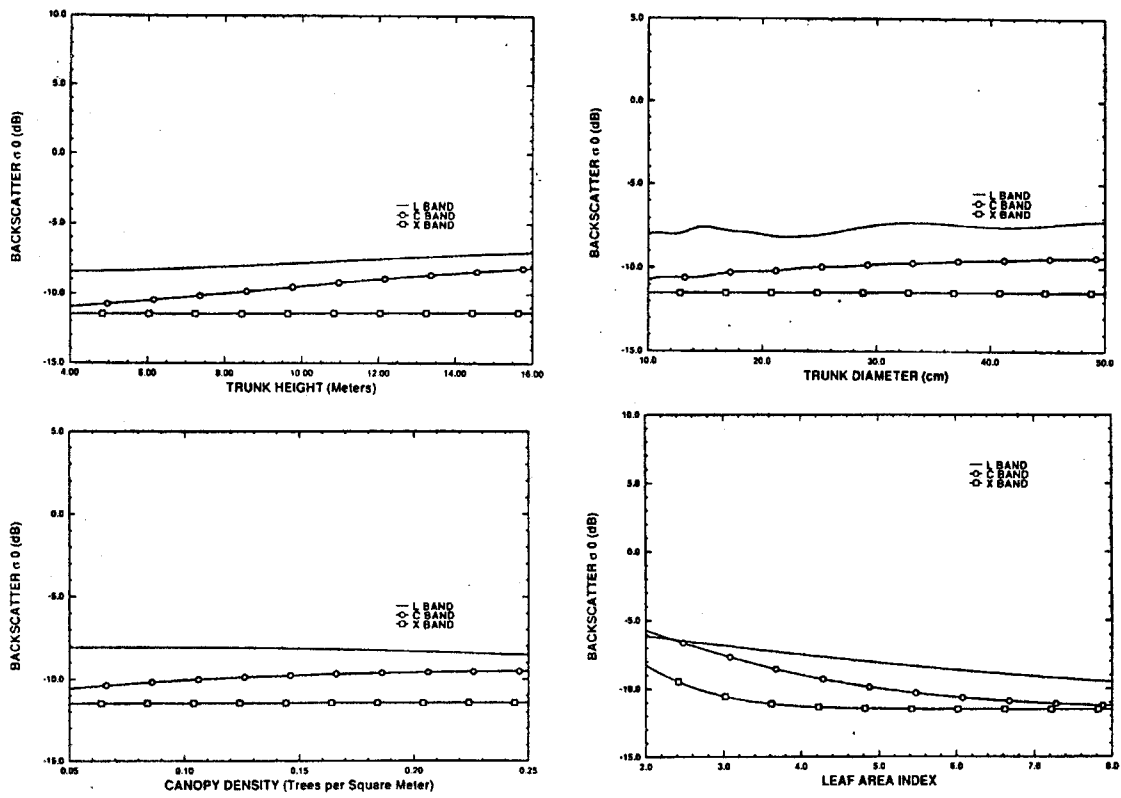 10.0
5.0
0.0
-5.0
-10.0
-15.0
BACKSCATTER σ 0 (dB)
L BAND
C BAND
X BAND
4.00 6.00 8.00 10.00 12.00 14.00 16.00
TRUNK HEIGHT (Meters)
5.0
0.0
-5.0
-10.0
-15.0
BACKSCATTER σ 0 (dB)
L BAND
C BAND
X BAND
10.0 20.0 30.0 40.0 50.0
TRUNK DIAMETER (cm)
5.0
0.0
-5.0
-10.0
-15.0
BACKSCATTER σ 0 (dB)
L BAND
C BAND
X BAND
0.05 0.10 0.15 0.20 0.25
CANOPY DENSITY (Trees per Square Meter)
10.0
5.0
0.0
-5.0
-10.0
-15.0
BACKSCATTER σ 0 (dB)
L BAND
C BAND
X BAND
2.0 3.0 4.0 5.0 6.0 7.0 8.0
LEAF AREA INDEX